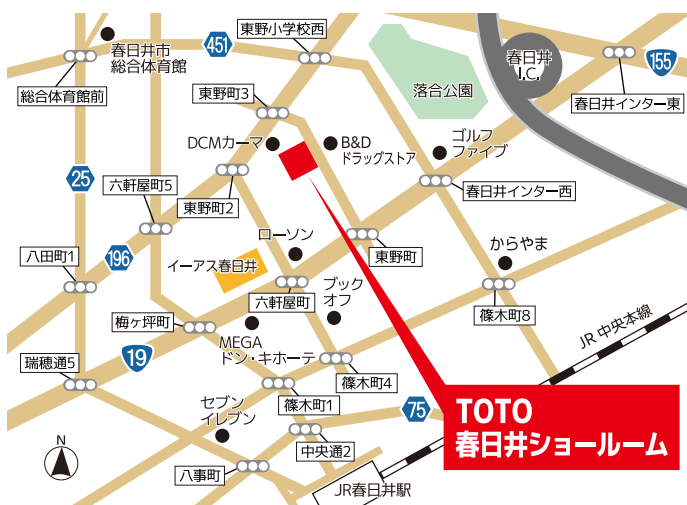 東野小学校西
451
春日井市
総合体育館
春日井
I.C.
155
総合体育館前
東野町3
落合公園
春日井インター東
DCMカーマ
B&D
ドラッグストア
ゴルフ
ファイブ
25
六軒屋町5
東野町2
春日井インター西
八田町1
196
ローソン
東野町
からやま
イーアス春日井
六軒屋町
ブック
オフ
梅ヶ坪町
篠木町8
JR 中央本線
MEGA
ドン・キホーテ
19
瑞穂通5
篠木町4
セブン
イレブン
篠木町1
75
TOTO
春日井ショールーム
中央通2
N
八事町
JR春日井駅